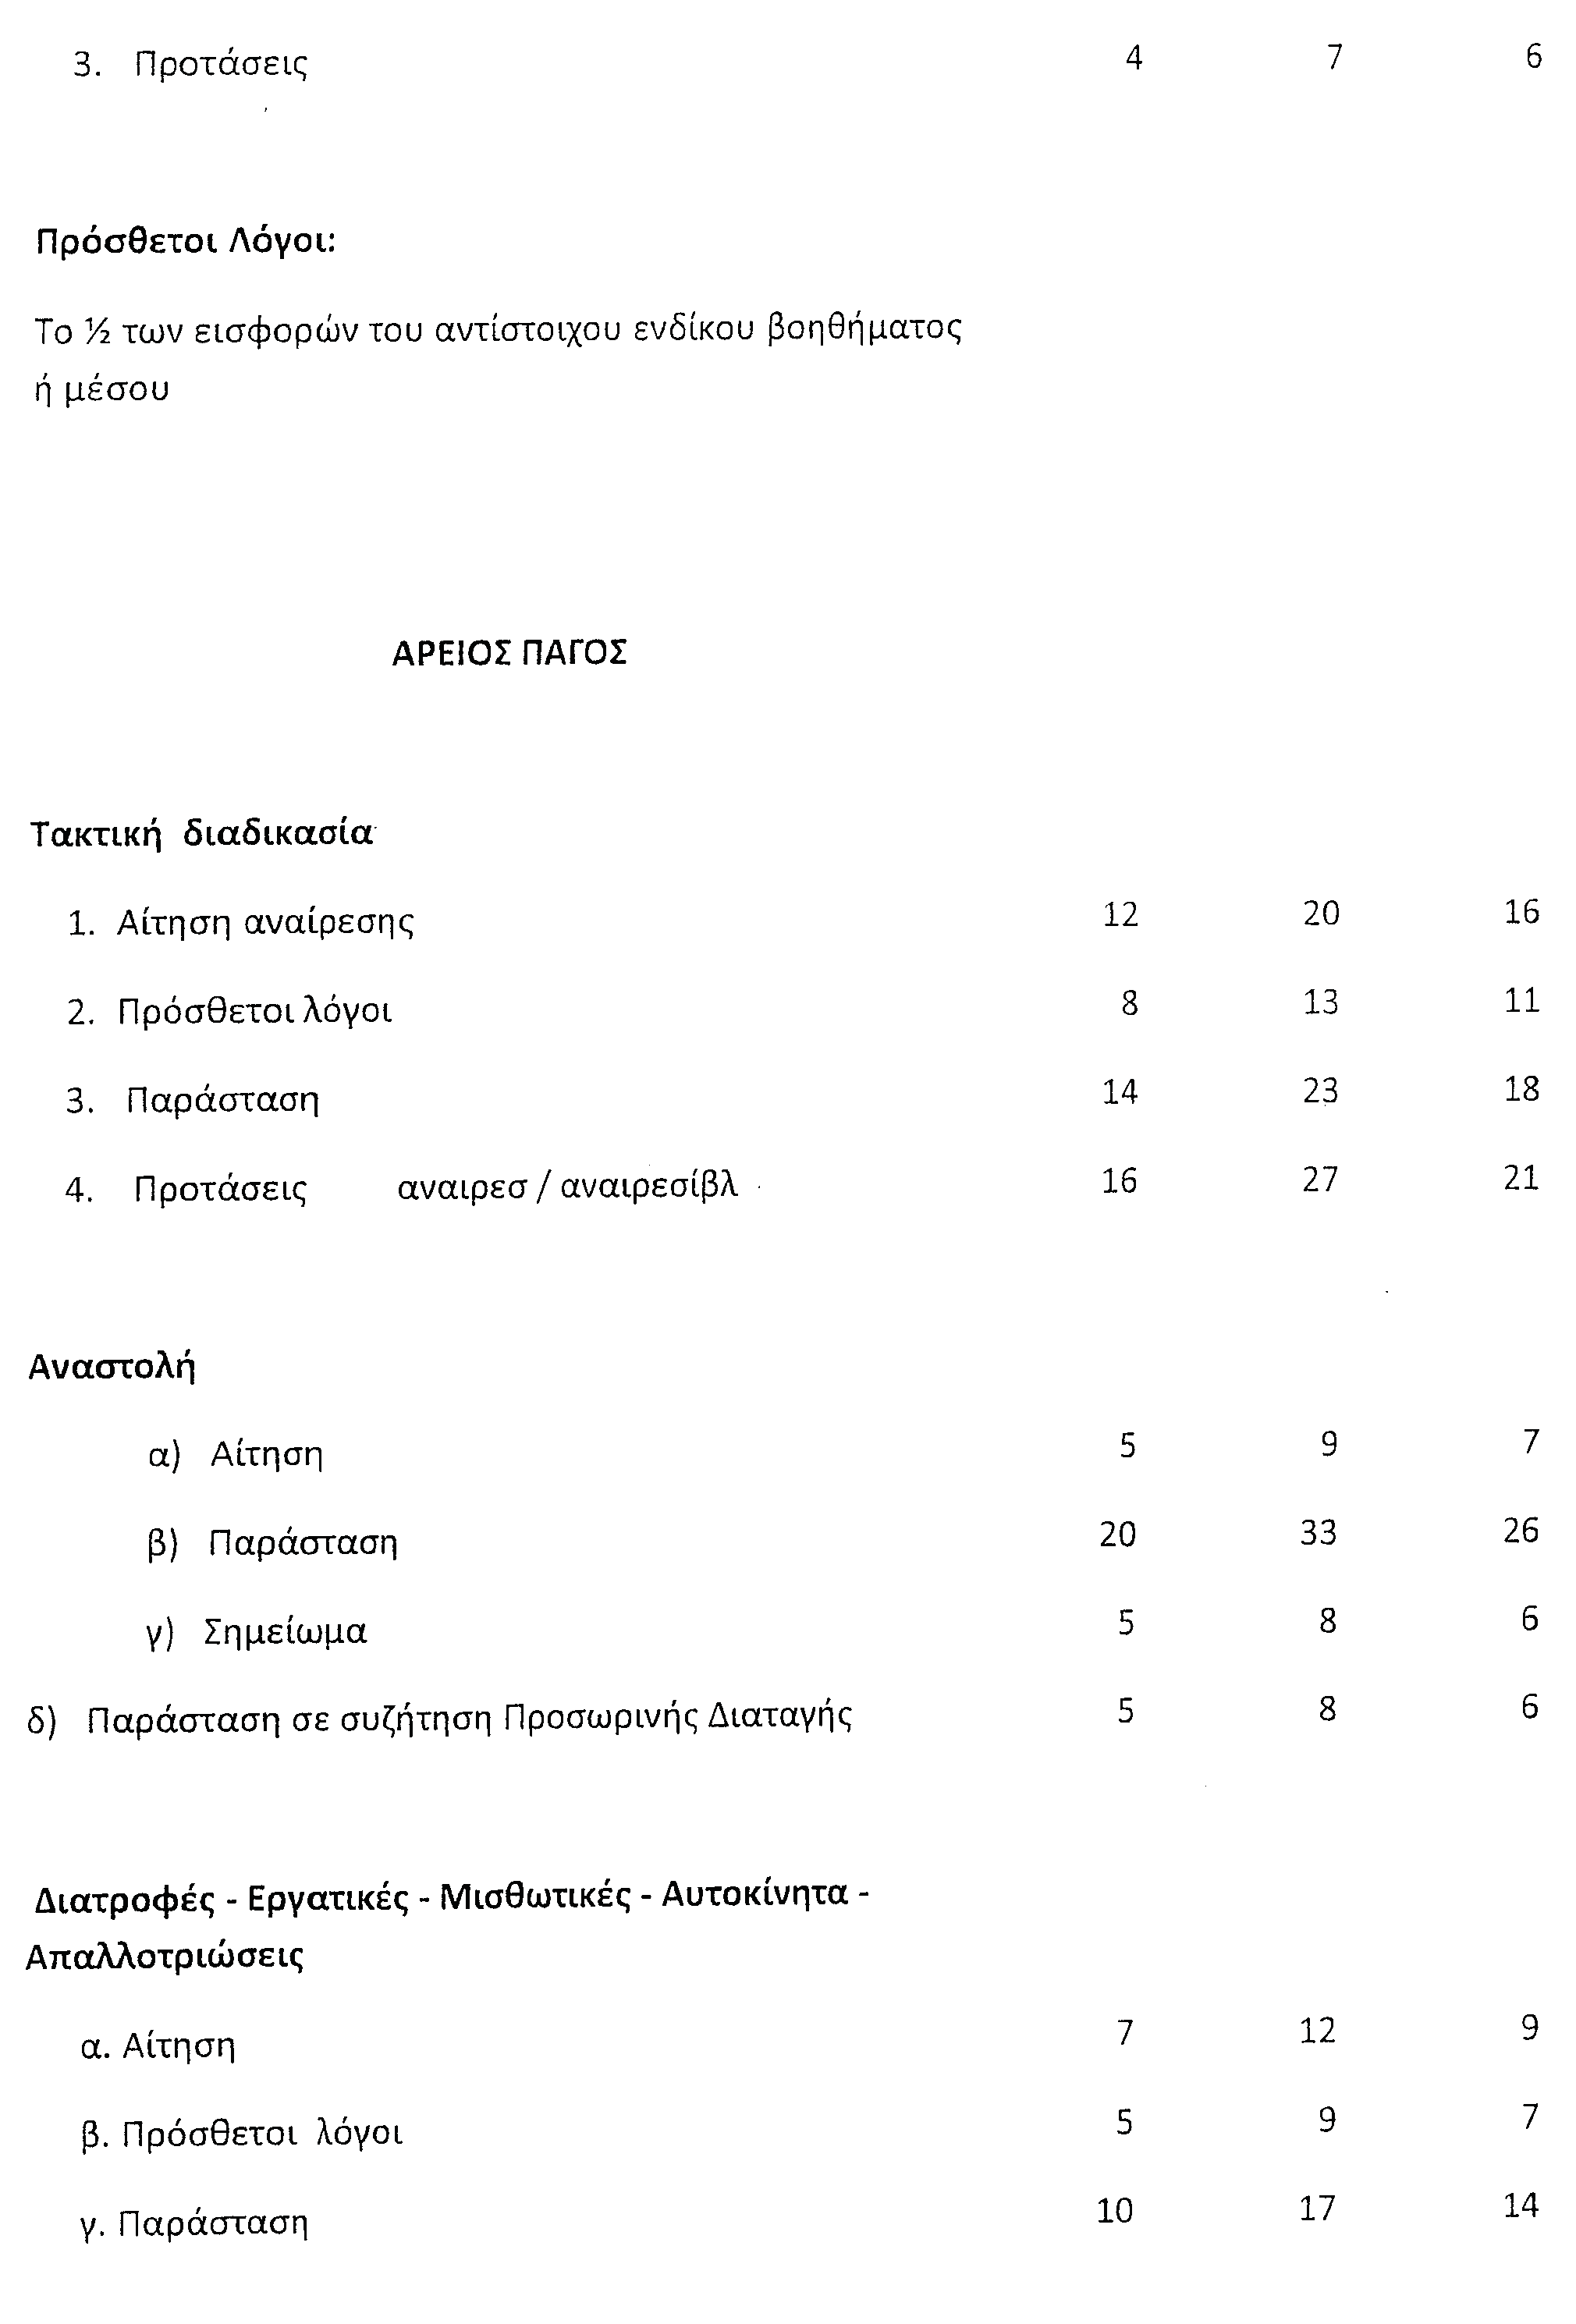 3. Προτάσεις 4 7 6
Πρόσθετοι Λόγοι:
Το ½ των εισφορών του αντίστοιχου ενδίκου βοηθήματος
ή μέσου
ΑΡΕΙΟΣ ΠΑΓΟΣ
Τακτική διαδικασία
1. Αίτηση αναίρεσης 12 20 16
2. Πρόσθετοι λόγοι 8 13 11
3. Παράσταση 14 23 18
4. Προτάσεις αναιρεσ / αναιρεσίβλ 16 27 21
Αναστολή
α) Αίτηση 5 9 7
β) Παράσταση 20 33 26
γ) Σημείωμα 5 8 6
δ) Παράσταση σε συζήτηση Προσωρινής Διαταγής 5 8 6
Διατροφές - Εργατικές - Μισθωτικές - Αυτοκίνητα -
Απαλλοτριώσεις
α. Αίτηση 7 12 9
β. Πρόσθετοι λόγοι 5 9 7
γ. Παράσταση 10 17 14